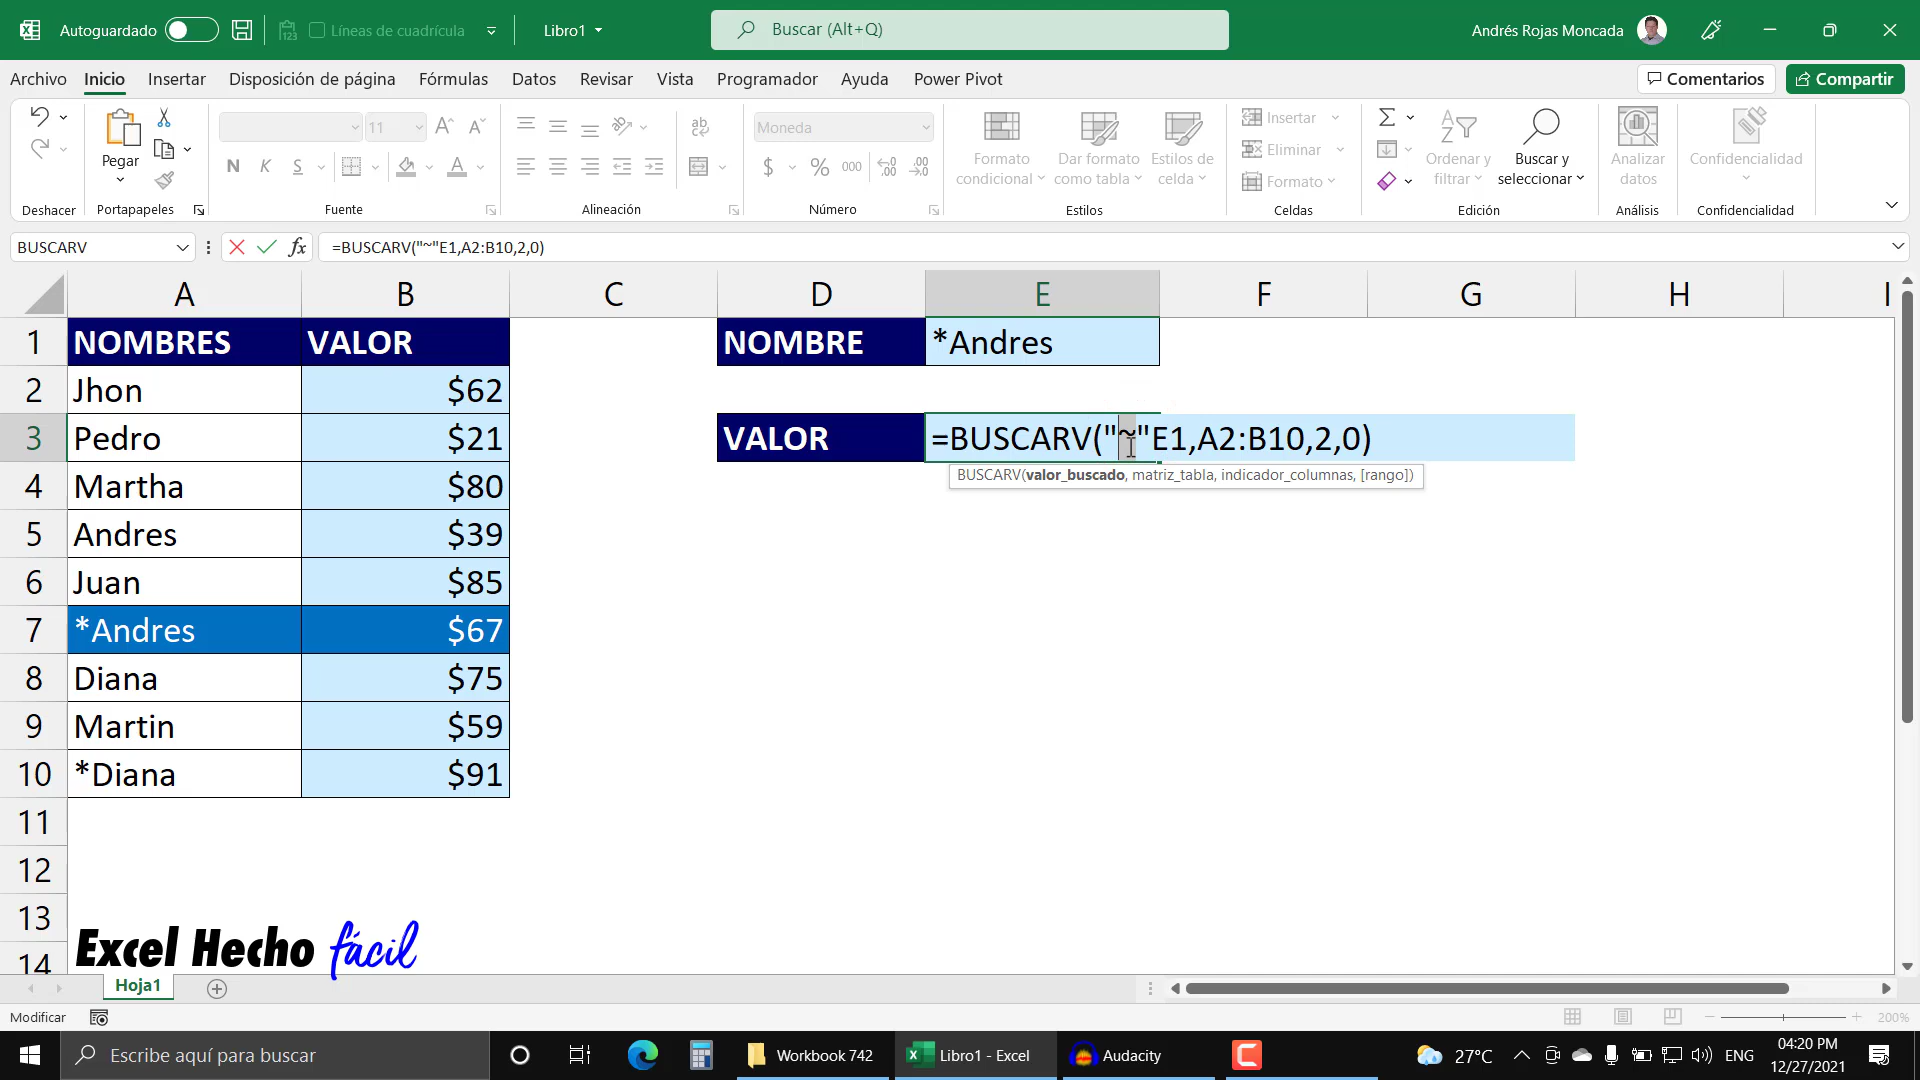 Autoguardado
Líneas de cuadrícula
Libro1
Buscar (Alt+Q)
Andrés Rojas Moncada
Archivo Inicio Insertar Disposición de página Fórmulas Datos Revisar Vista Programador Ayuda Power Pivot
Comentarios
Compartir
Deshacer
Pegar
Portapapeles
11
N K S
Fuente
Alineación
Moneda
$ % 000
Número
Formato condicional
Dar formato como tabla
Estilos de celda
Estilos
Insertar
Eliminar
Formato
Celdas
Ordenar y filtrar
Buscar y seleccionar
Edición
Analizar datos
Análisis
Confidencialidad
Confidencialidad
BUSCARV
fx
=BUSCARV("~"E1,A2:B10,2,0)
A B C D E F G H I
1 NOMBRES VALOR NOMBRE *Andres
2 Jhon $62
3 Pedro $21 VALOR =BUSCARV("~"E1,A2:B10,2,0)
BUSCARV(valor_buscado, matriz_tabla, indicador_columnas, [rango])
4 Martha $80
5 Andres $39
6 Juan $85
7 *Andres $67
8 Diana $75
9 Martin $59
10 *Diana $91
11
12
13
14
Excel Hecho fácil
Hoja1
Modificar
200%
Escribe aquí para buscar
Workbook 742
Libro1 - Excel
Audacity
27°C
ENG
04:20 PM
12/27/2021